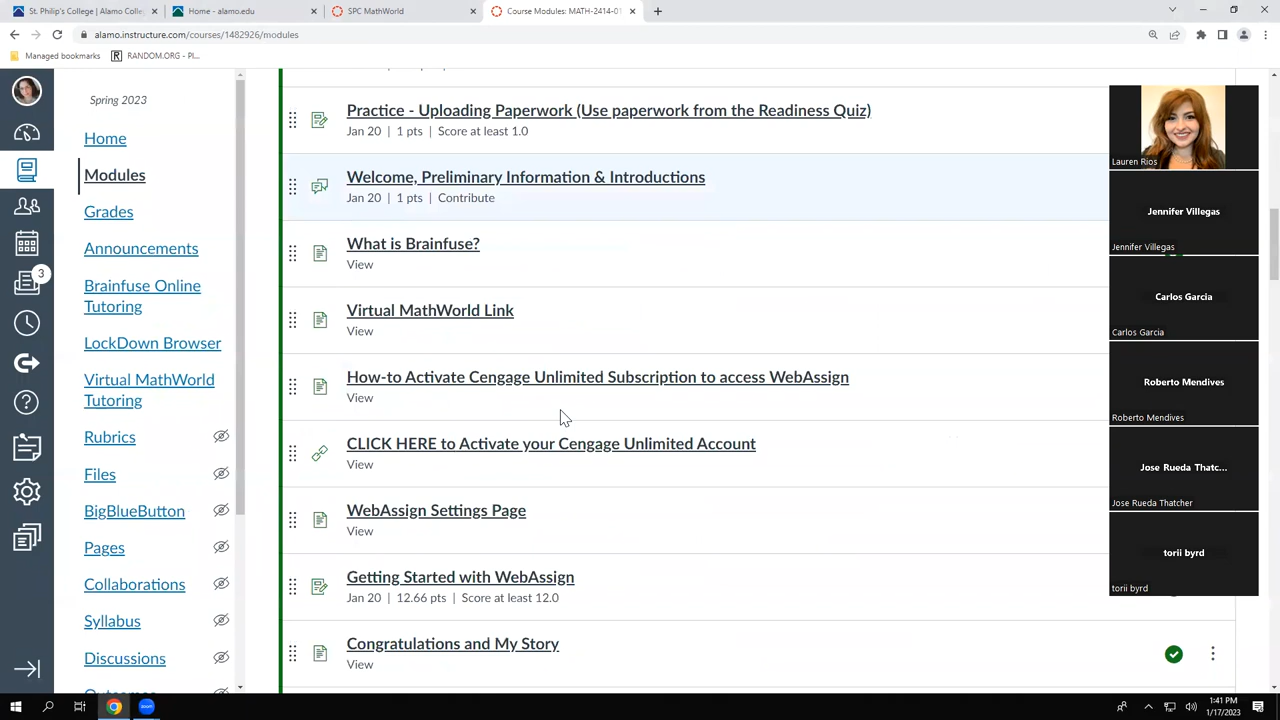 St. Philip's College | Alamo Colle
Home - alamo.edu
SPC MathWorld
Course Modules: MATH-2414-01
alamo.instructure.com/courses/1482926/modules
Managed bookmarks
RANDOM.ORG - Pl...
Spring 2023
Home
Modules
Grades
Announcements
Brainfuse Online
Tutoring
LockDown Browser
Virtual MathWorld
Tutoring
Rubrics
Files
BigBlueButton
Pages
Collaborations
Syllabus
Discussions
3
Practice - Uploading Paperwork (Use paperwork from the Readiness Quiz)
Jan 20 | 1 pts | Score at least 1.0
Welcome, Preliminary Information & Introductions
Jan 20 | 1 pts | Contribute
What is Brainfuse?
View
Virtual MathWorld Link
View
How-to Activate Cengage Unlimited Subscription to access WebAssign
View
CLICK HERE to Activate your Cengage Unlimited Account
View
WebAssign Settings Page
View
Getting Started with WebAssign
Jan 20 | 12.66 pts | Score at least 12.0
Congratulations and My Story
View
Lauren Rios
Jennifer Villegas
Jennifer Villegas
Carlos Garcia
Carlos Garcia
Roberto Mendives
Roberto Mendives
Jose Rueda Thatc...
Jose Rueda Thatcher
torii byrd
torii byrd
zoom
1:41 PM
1/17/2023